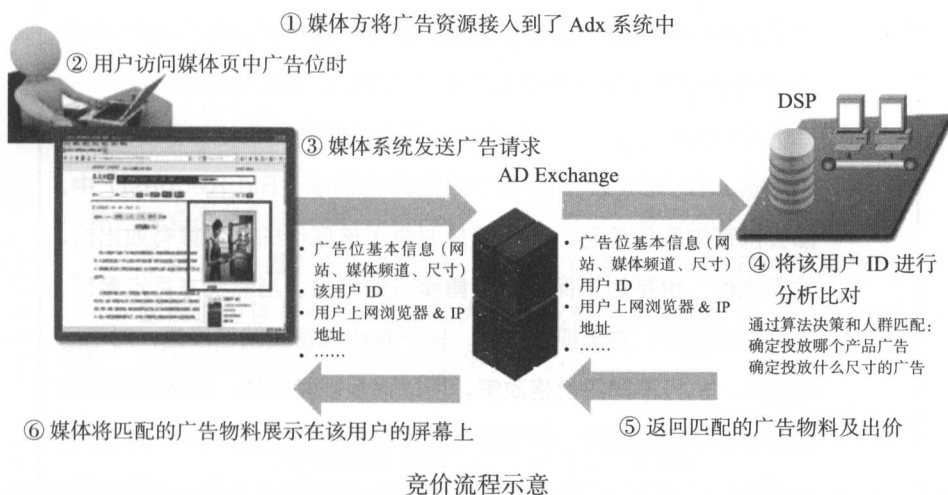 ① 媒体方将广告资源接入到了 Adx 系统中
② 用户访问媒体页中广告位时
③ 媒体系统发送广告请求
AD Exchange
DSP
• 广告位基本信息（网
站、媒体频道、尺寸）
• 该用户 ID
• 用户上网浏览器 & IP
地址
• ……
• 广告位基本信息（网
站、媒体频道、尺寸）
• 用户 ID
• 用户上网浏览器 & IP
地址
• ……
④ 将该用户 ID 进行
分析比对
通过算法决策和人群匹配：
确定投放哪个产品广告
确定投放什么尺寸的广告
⑤ 返回匹配的广告物料及出价
⑥ 媒体将匹配的广告物料展示在该用户的屏幕上
竞价流程示意